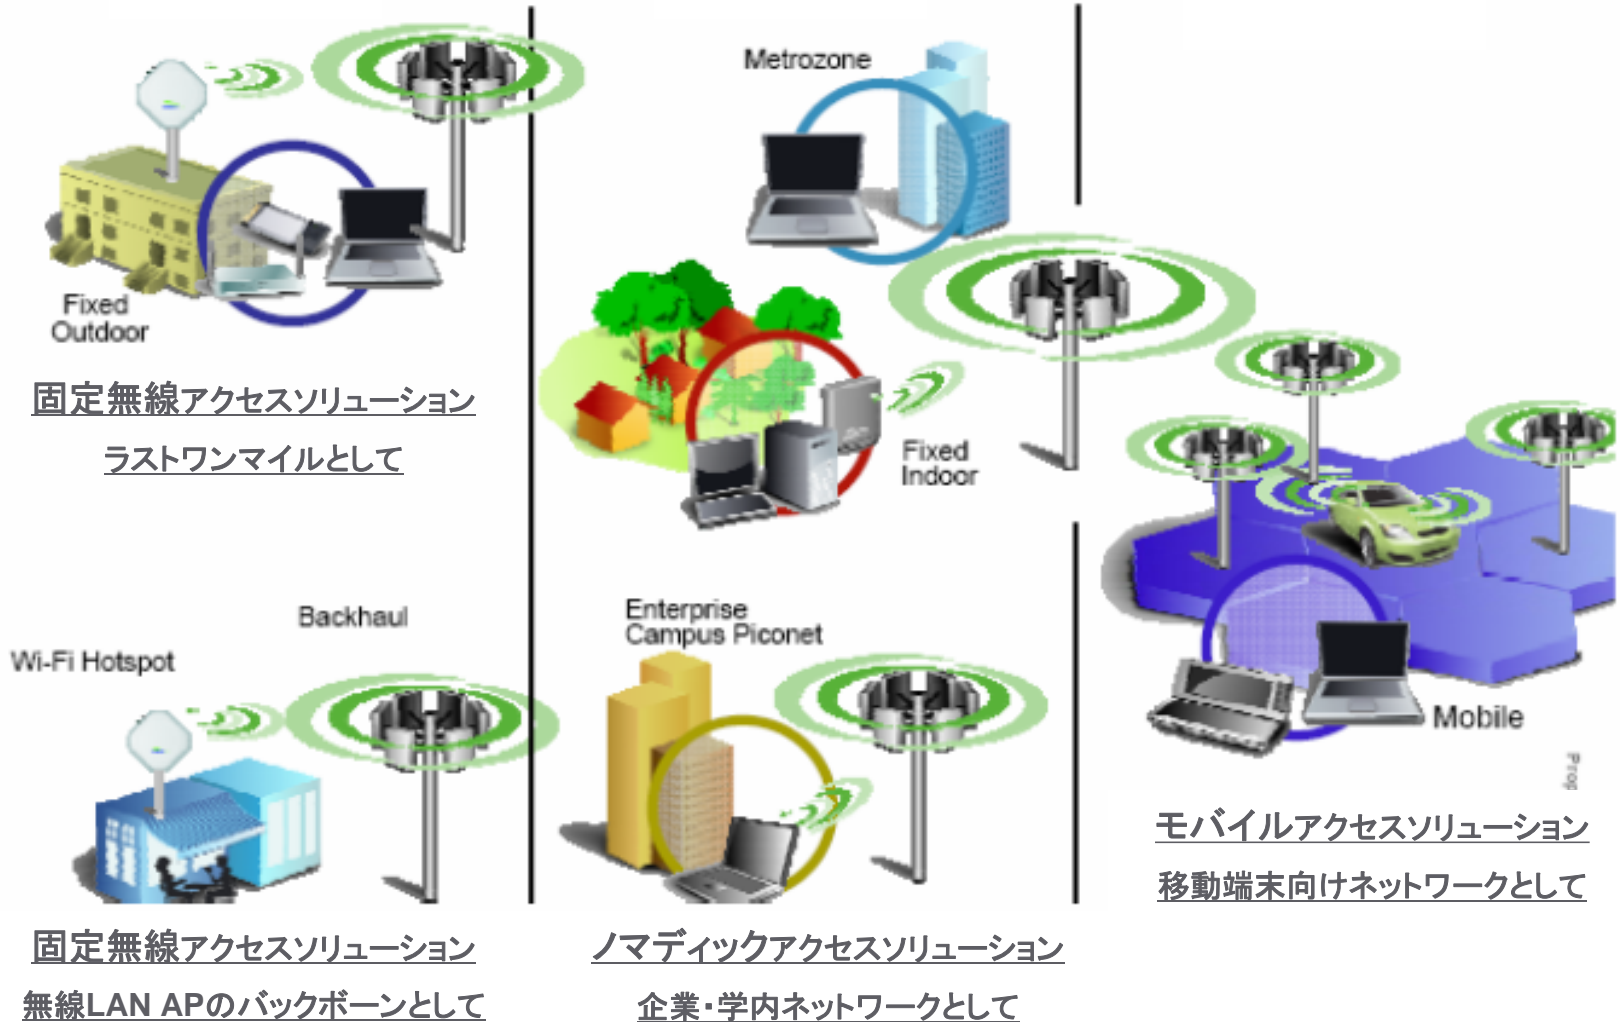 Fixed
Outdoor
固定無線アクセスソリューション
ラストワンマイルとして
Backhaul
Wi-Fi Hotspot
固定無線アクセスソリューション
無線LAN APのバックボーンとして
Metrozone
Fixed
Indoor
Enterprise
Campus Piconet
ノマディックアクセスソリューション
企業・学内ネットワークとして
Mobile
Prop
モバイルアクセスソリューション
移動端末向けネットワークとして